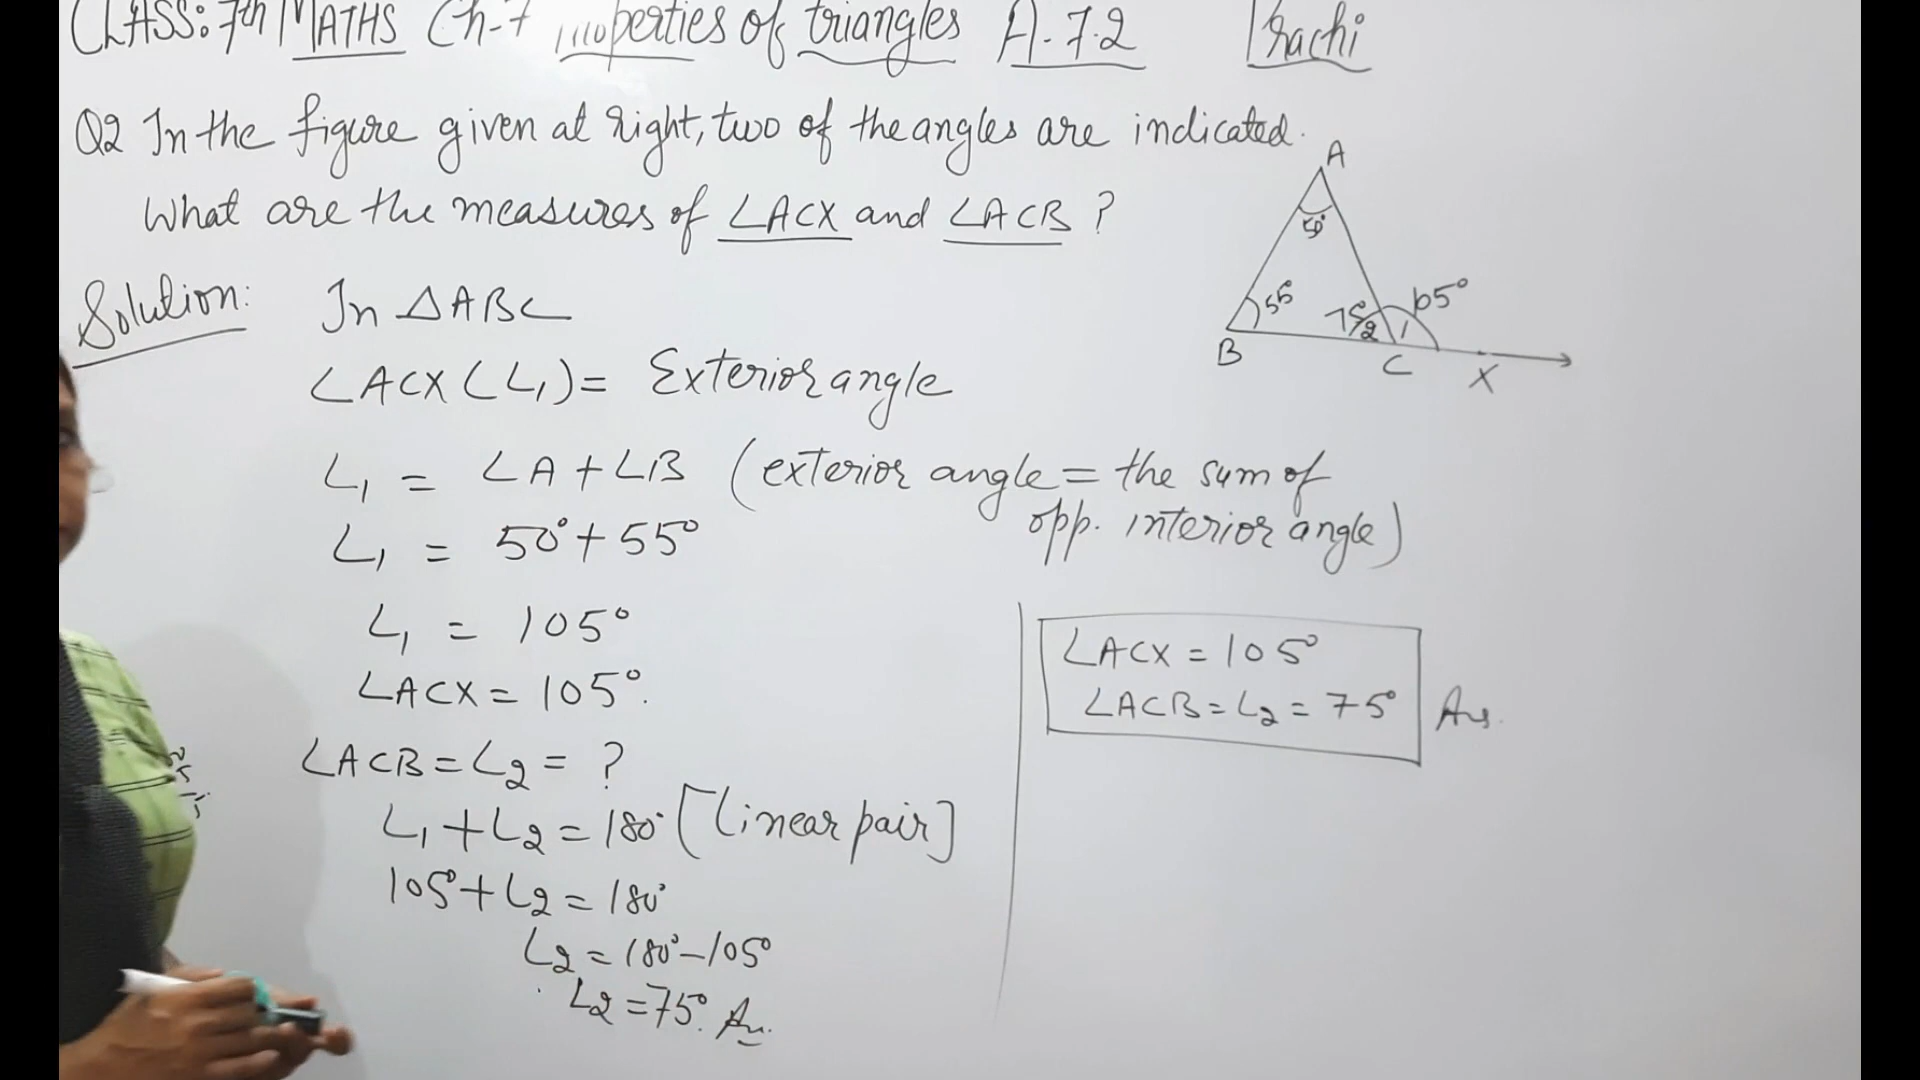 CLASS: 7th MATHS Ch-7 Properties of triangles A-7.2 Prachi
Q2 In the figure given at right, two of the angles are indicated.
What are the measures of ∠ACX and ∠ACB ?
Solution: In △ABC
∠ACX (∠1) = Exterior angle
∠1 = ∠A + ∠B (exterior angle = the sum of
opp. interior angle)
∠1 = 50° + 55°
∠1 = 105°
∠ACX = 105°.
∠ACB = ∠2 = ?
∠1 + ∠2 = 180° [Linear pair]
105° + ∠2 = 180°
∠2 = 180° - 105°
∠2 = 75°. An.
A
50°
55°
75°
2
1
105°
B
C
X
∠ACX = 105°
∠ACB = ∠2 = 75° Ans.